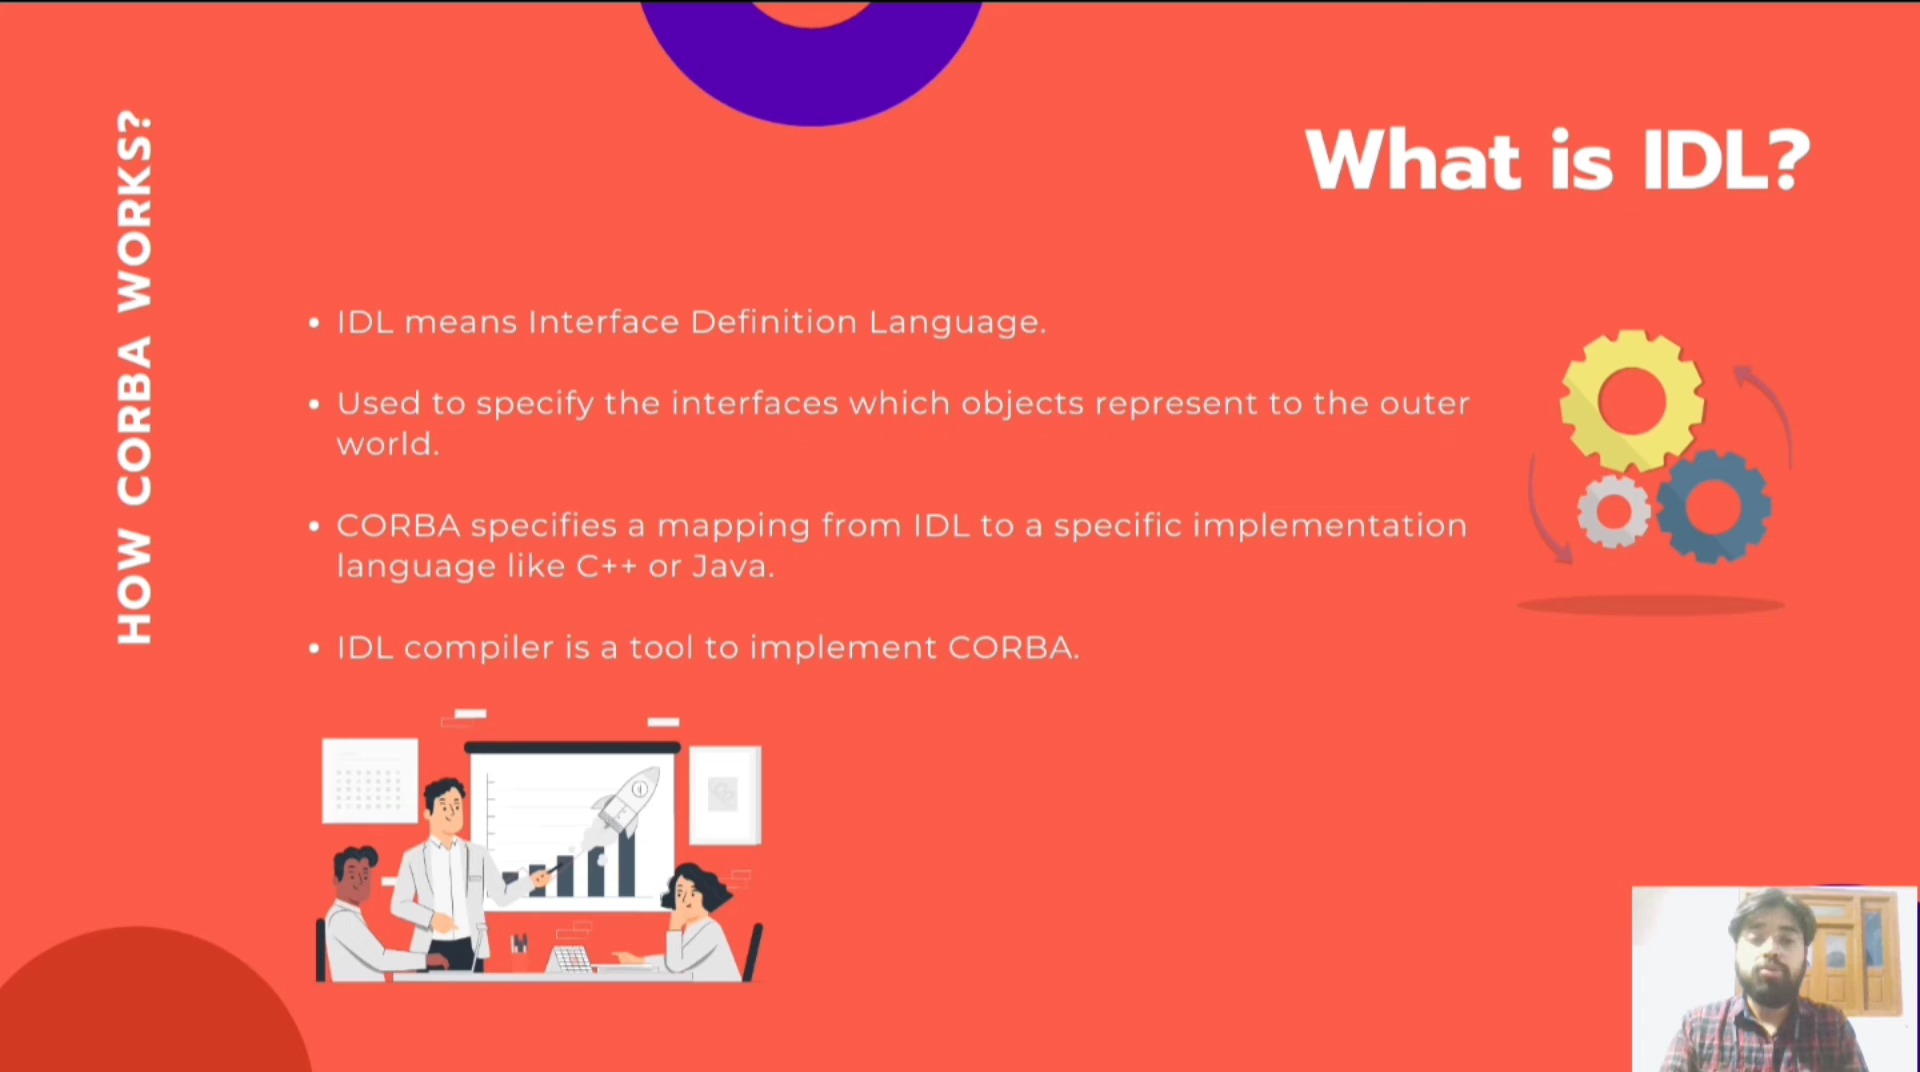 HOW CORBA WORKS?
What is IDL?
• IDL means Interface Definition Language.
• Used to specify the interfaces which objects represent to the outer
world.
• CORBA specifies a mapping from IDL to a specific implementation
language like C++ or Java.
• IDL compiler is a tool to implement CORBA.